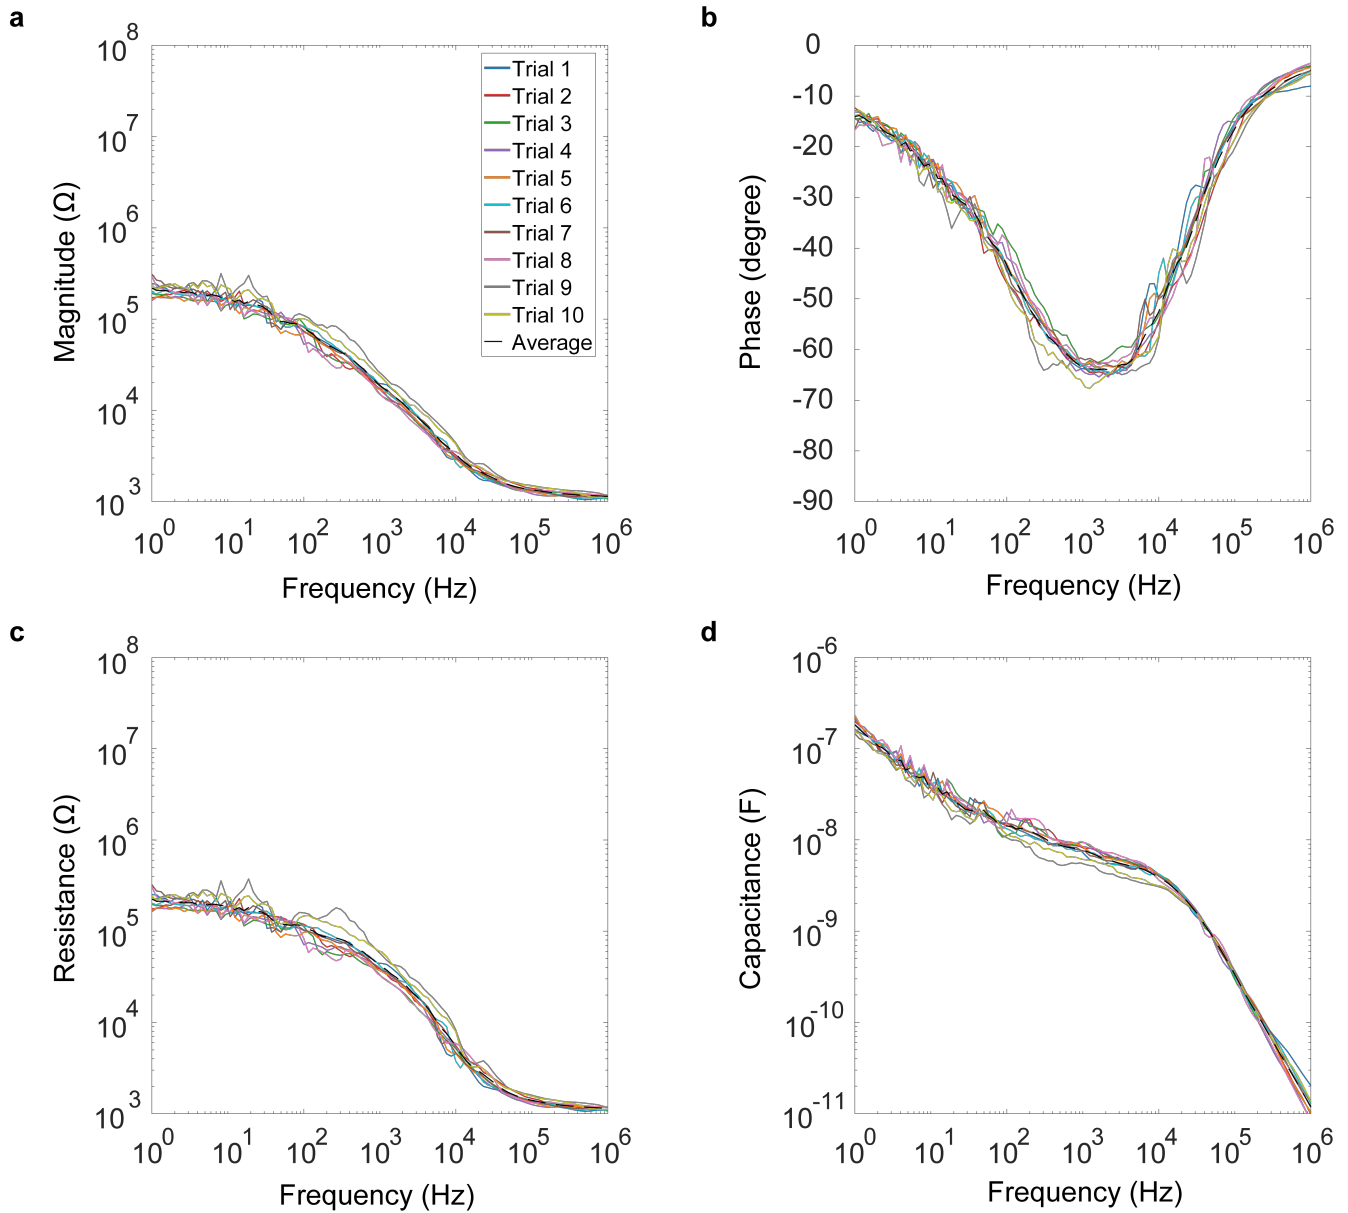 a
10^8
10^7
10^6
10^5
10^4
10^3
Magnitude (Ω)
Trial 1
Trial 2
Trial 3
Trial 4
Trial 5
Trial 6
Trial 7
Trial 8
Trial 9
Trial 10
Average
10^0 10^1 10^2 10^3 10^4 10^5 10^6
Frequency (Hz)
b
0
-10
-20
-30
-40
-50
-60
-70
-80
-90
Phase (degree)
10^0 10^1 10^2 10^3 10^4 10^5 10^6
Frequency (Hz)
c
10^8
10^7
10^6
10^5
10^4
10^3
Resistance (Ω)
10^0 10^1 10^2 10^3 10^4 10^5 10^6
Frequency (Hz)
d
10^-6
10^-7
10^-8
10^-9
10^-10
10^-11
Capacitance (F)
10^0 10^1 10^2 10^3 10^4 10^5 10^6
Frequency (Hz)